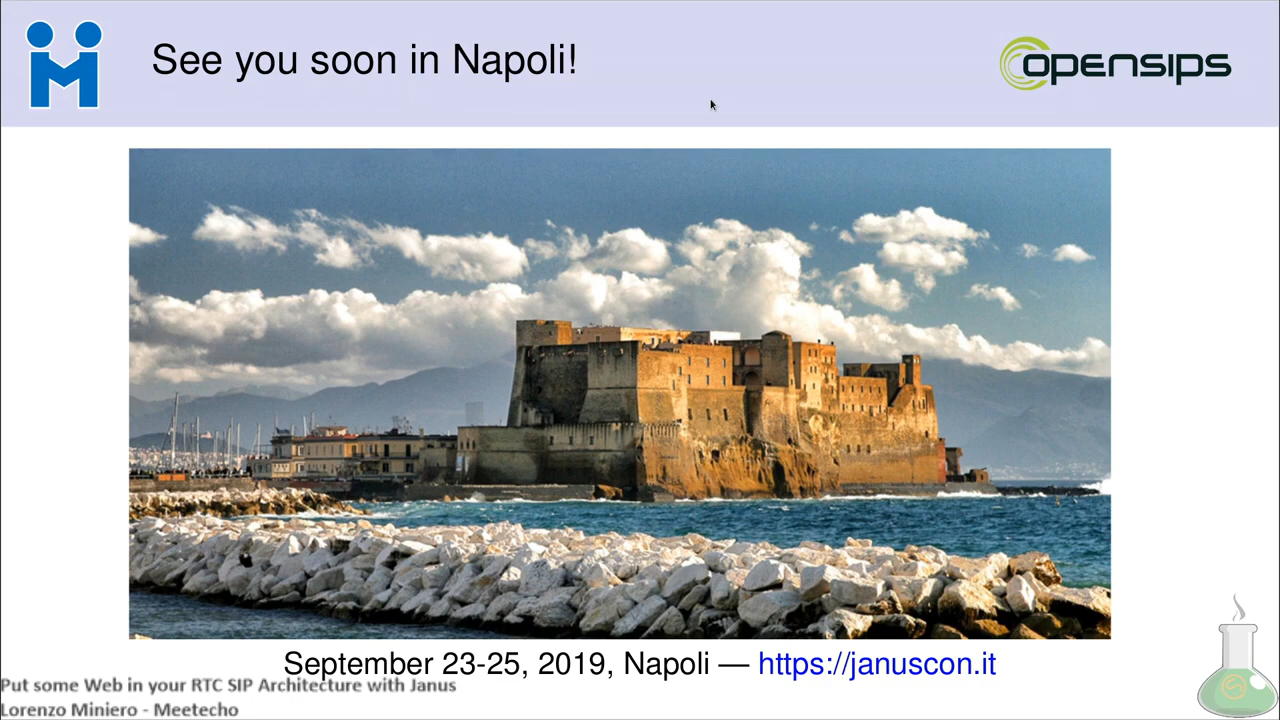 See you soon in Napoli!
OPENSIPS
September 23-25, 2019, Napoli — https://januscon.it
Put some Web in your RTC SIP Architecture with Janus
Lorenzo Miniero - Meetecho